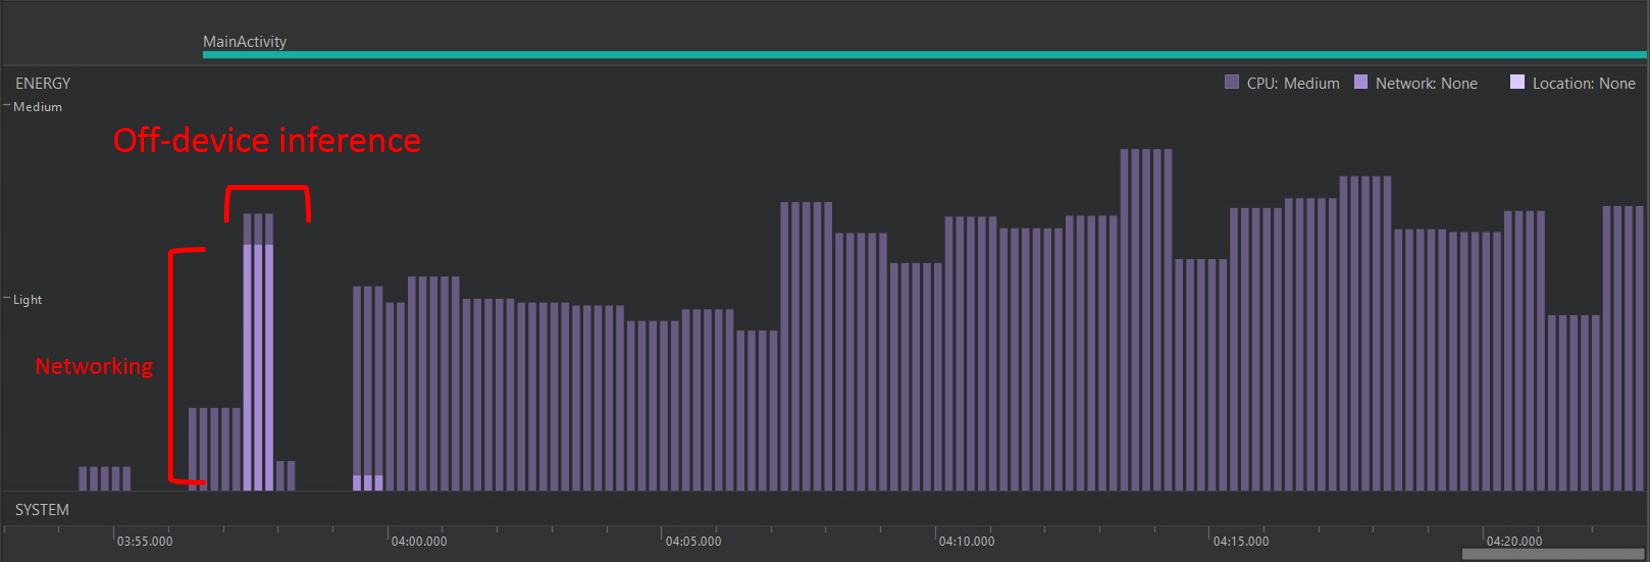 MainActivity
ENERGY
CPU: Medium Network: None Location: None
Medium
Off-device inference
Light
Networking
SYSTEM
03:55.000 04:00.000 04:05.000 04:10.000 04:15.000 04:20.000